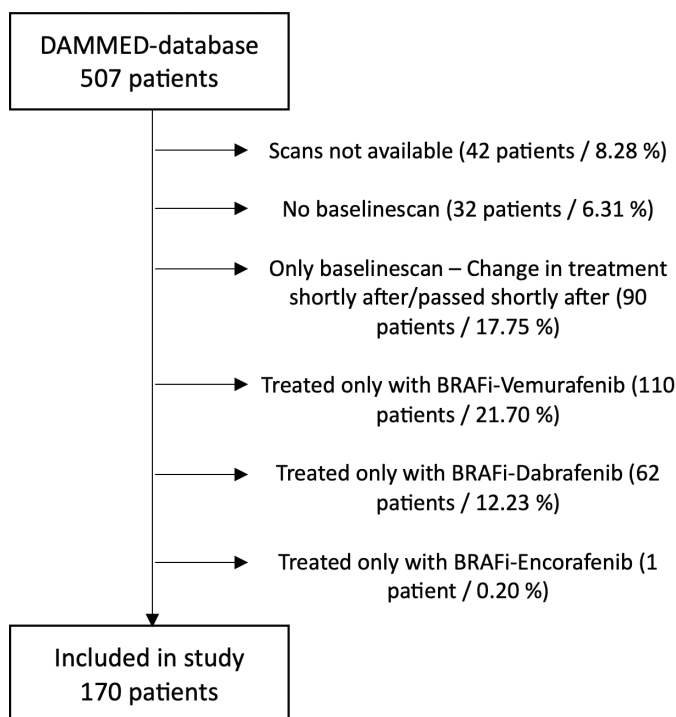 DAMMED-database
507 patients
Scans not available (42 patients / 8.28 %)
No baselinescan (32 patients / 6.31 %)
Only baselinescan – Change in treatment
shortly after/passed shortly after (90
patients / 17.75 %)
Treated only with BRAFi-Vemurafenib (110
patients / 21.70 %)
Treated only with BRAFi-Dabrafenib (62
patients / 12.23 %)
Treated only with BRAFi-Encorafenib (1
patient / 0.20 %)
Included in study
170 patients